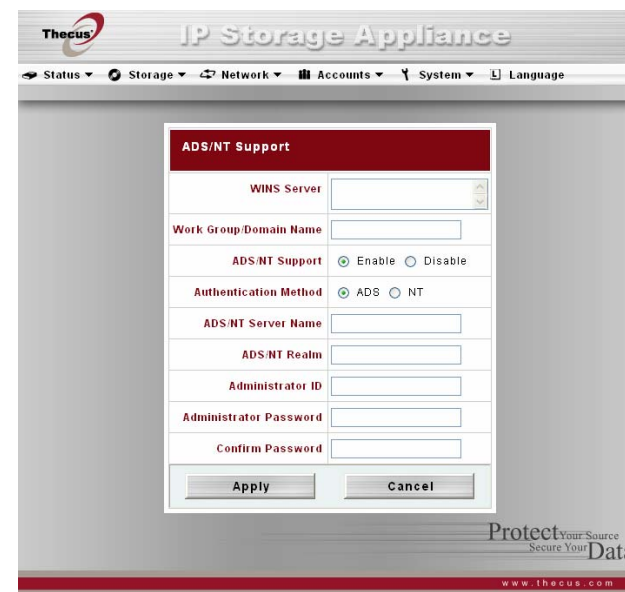 Thecus
IP Storage Appliance
Status Storage Network Accounts System L Language
ADS/NT Support
WINS Server
Work Group/Domain Name
ADS/NT Support Enable Disable
Authentication Method ADS NT
ADS/NT Server Name
ADS/NT Realm
Administrator ID
Administrator Password
Confirm Password
Apply Cancel
Protect Your Source
Secure Your Dat
www.thecus.com